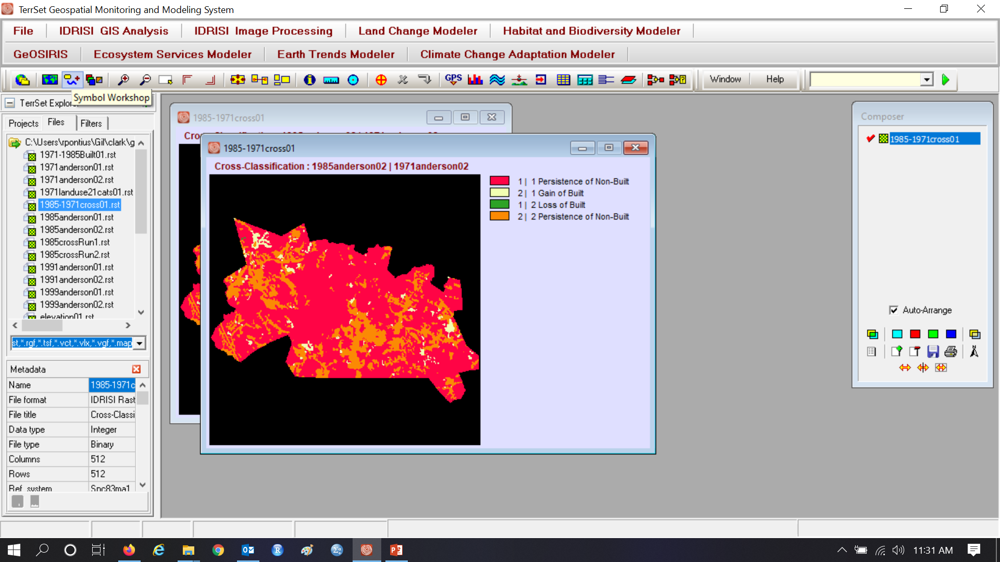 TerrSet Geospatial Monitoring and Modeling System
File IDRISI GIS Analysis IDRISI Image Processing Land Change Modeler Habitat and Biodiversity Modeler
GeOSIRIS Ecosystem Services Modeler Earth Trends Modeler Climate Change Adaptation Modeler
GPS Window Help
Symbol Workshop
TerrSet Explor
Projects Files Filters
C:\Users\rpontius\Gil\clark\g
1971-1985Built01.rst
1971anderson01.rst
1971anderson02.rst
1971landuse21cats01.rst
1985-1971cross01.rst
1985anderson01.rst
1985anderson02.rst
1985crossRun1.rst
1985crossRun2.rst
1991anderson01.rst
1991anderson02.rst
1999anderson01.rst
1999anderson02.rst
elevation01.rst
st,*.rgf,*.tsf,*.vct,*.vlx,*.vgf,*.map
Metadata
Name 1985-1971c
File format IDRISI Rast
File title Cross-Classi
Data type Integer
File type Binary
Columns 512
Rows 512
Ref. system Spc83ma1
1985-1971cross01
Cro
1985-1971cross01
Cross-Classification : 1985anderson02 | 1971anderson02
1 | 1 Persistence of Non-Built
2 | 1 Gain of Built
1 | 2 Loss of Built
2 | 2 Persistence of Non-Built
Composer
1985-1971cross01
Auto-Arrange
11:31 AM